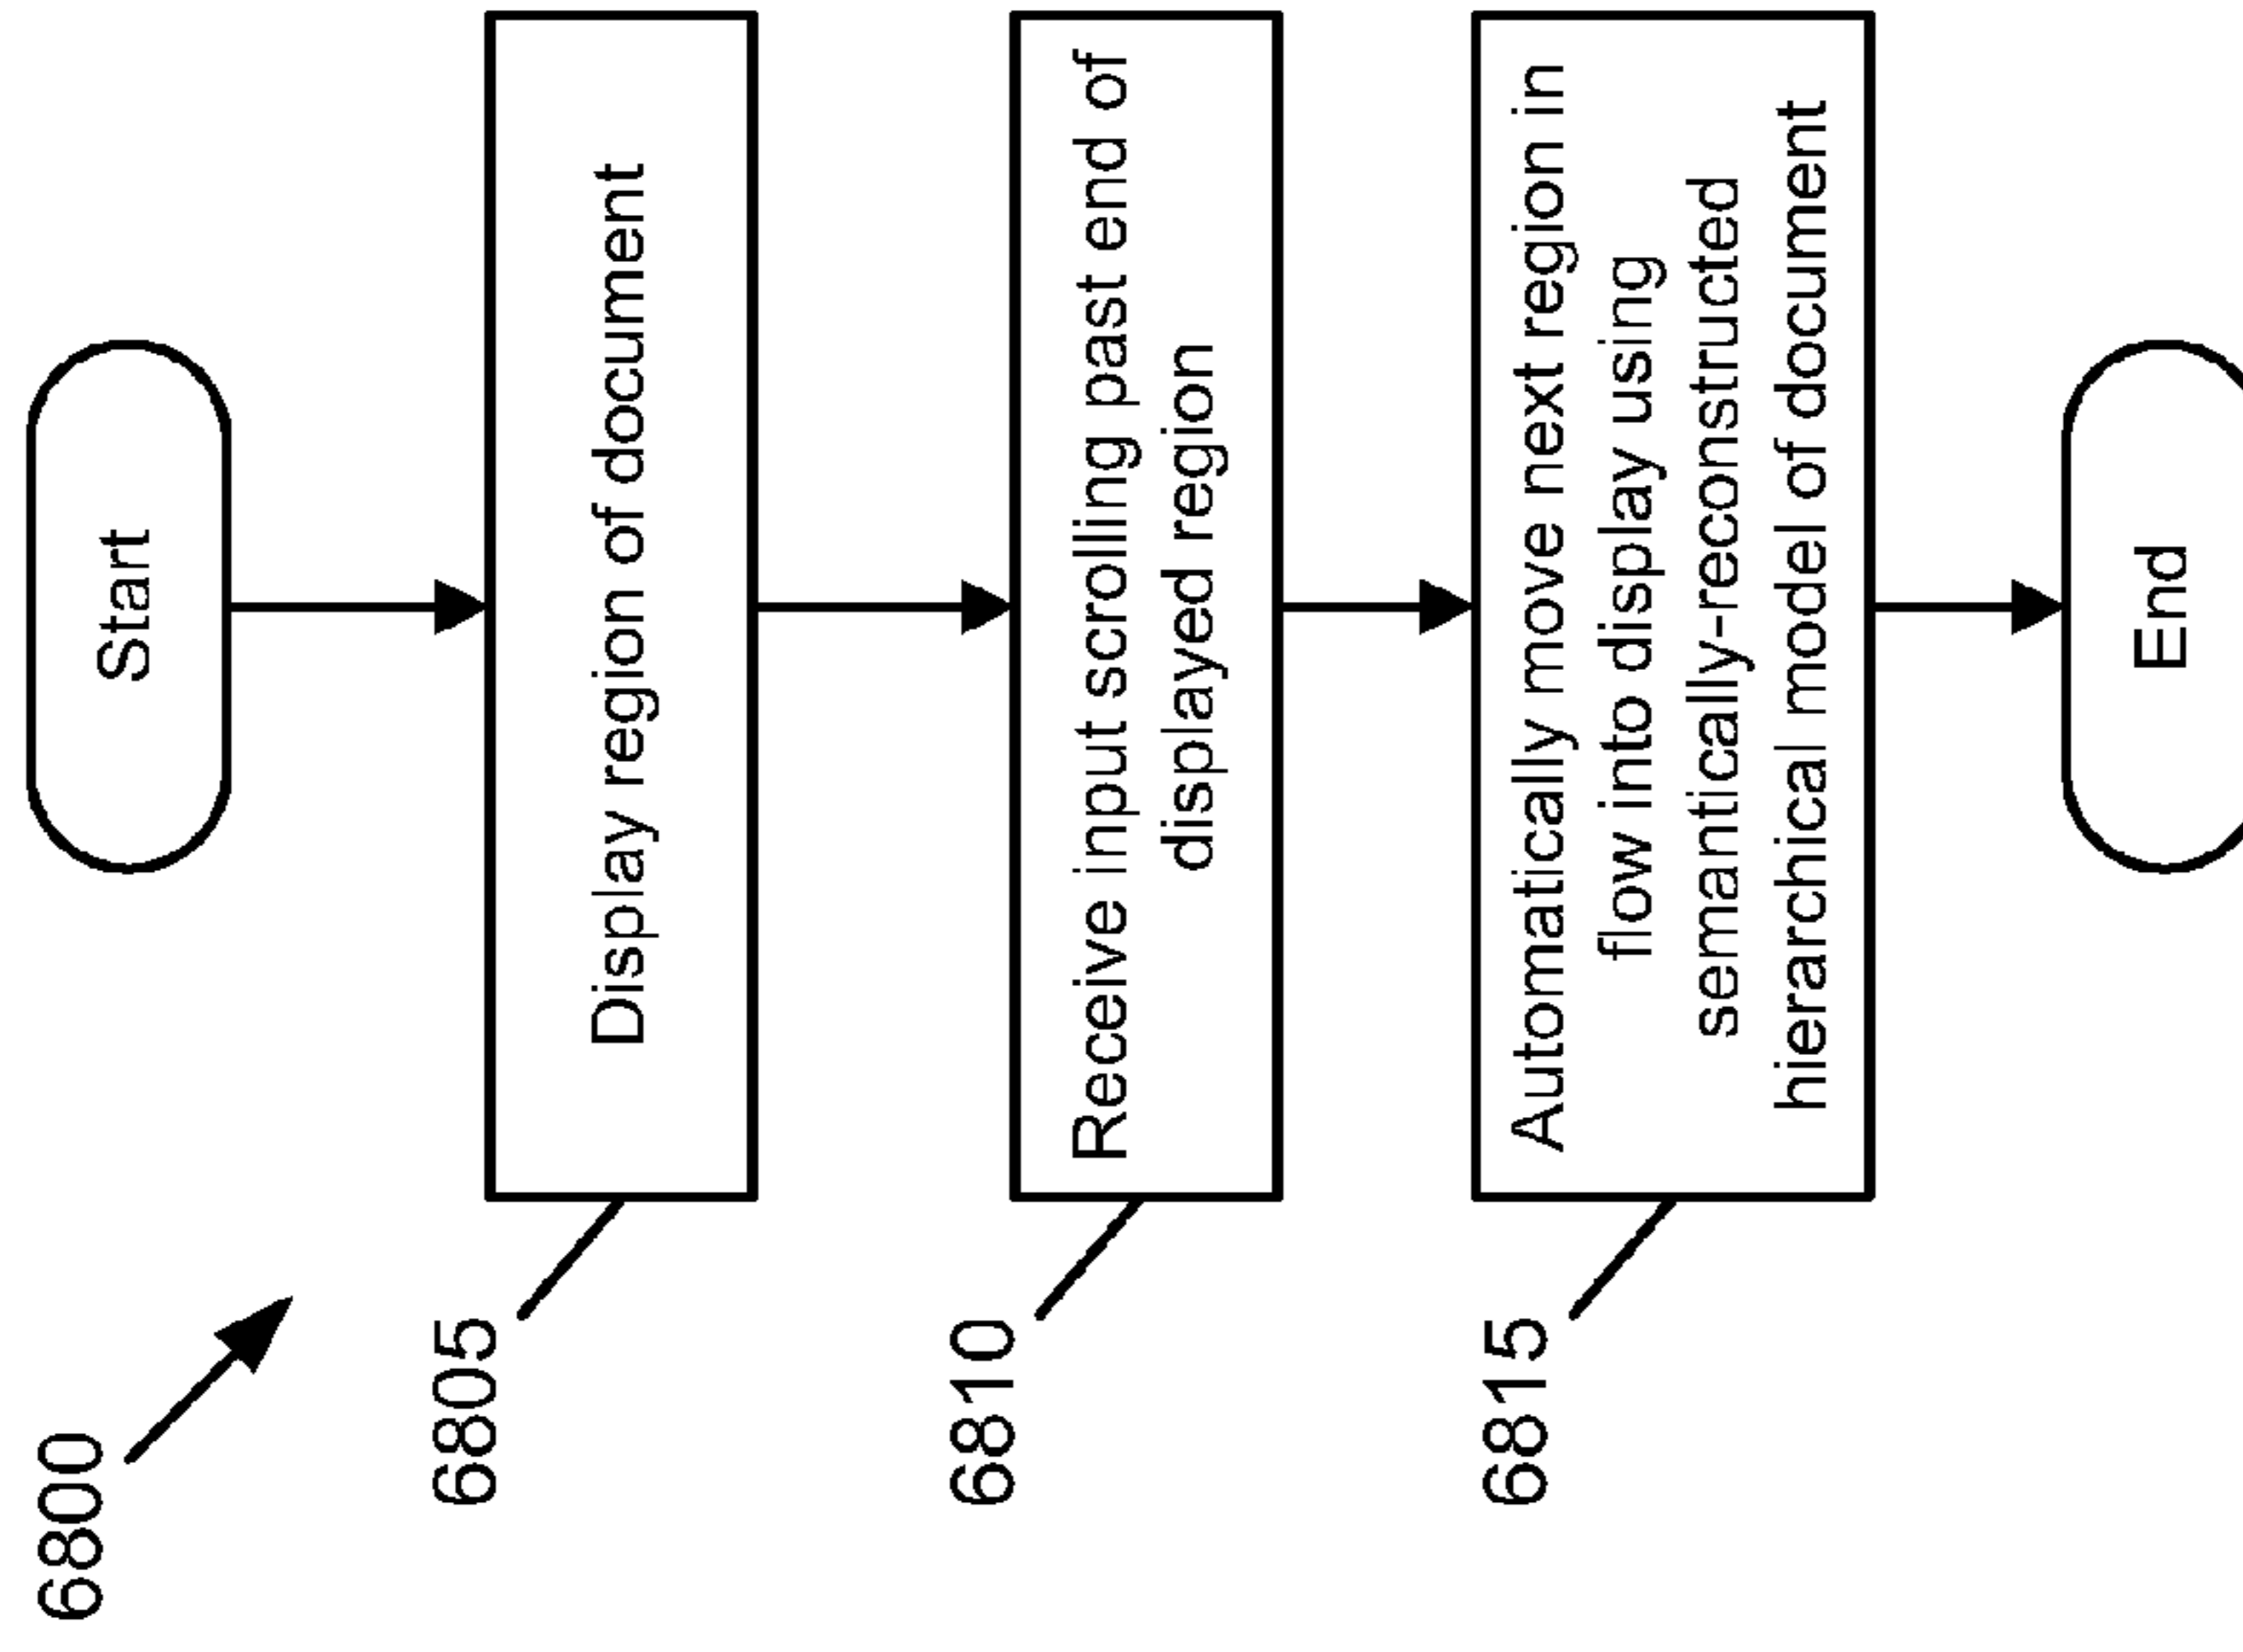 6800
Start
6805
Display region of document
6810
Receive input scrolling past end of
displayed region
6815
Automatically move next region in
flow into display using
semantically-reconstructed
hierarchical model of document
End